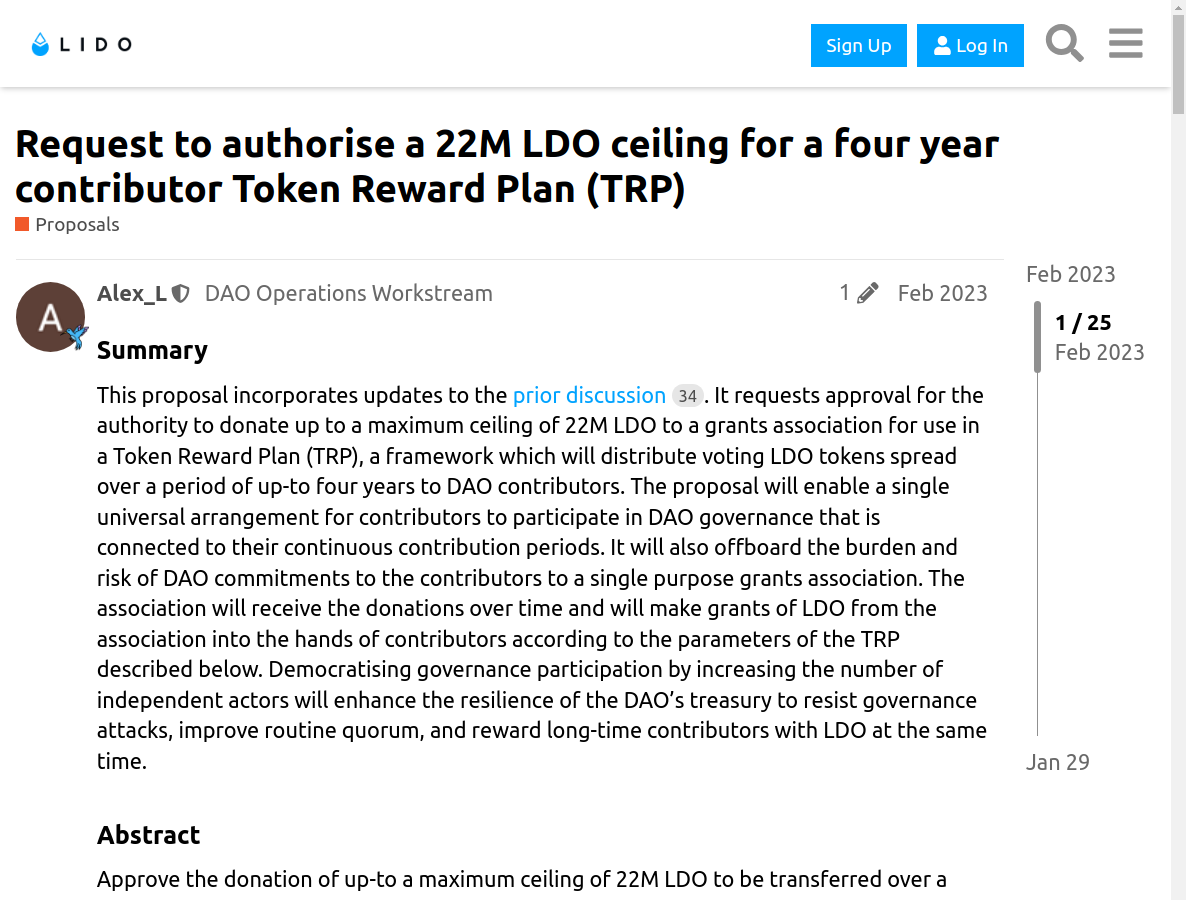 LIDO
Sign Up
Log In
Request to authorise a 22M LDO ceiling for a four year
contributor Token Reward Plan (TRP)
Proposals
A
Alex_L DAO Operations Workstream 1 Feb 2023
Summary
This proposal incorporates updates to the prior discussion 34. It requests approval for the
authority to donate up to a maximum ceiling of 22M LDO to a grants association for use in
a Token Reward Plan (TRP), a framework which will distribute voting LDO tokens spread
over a period of up-to four years to DAO contributors. The proposal will enable a single
universal arrangement for contributors to participate in DAO governance that is
connected to their continuous contribution periods. It will also offboard the burden and
risk of DAO commitments to the contributors to a single purpose grants association. The
association will receive the donations over time and will make grants of LDO from the
association into the hands of contributors according to the parameters of the TRP
described below. Democratising governance participation by increasing the number of
independent actors will enhance the resilience of the DAO’s treasury to resist governance
attacks, improve routine quorum, and reward long-time contributors with LDO at the same
time.
Abstract
Approve the donation of up-to a maximum ceiling of 22M LDO to be transferred over a
Feb 2023
1 / 25
Feb 2023
Jan 29